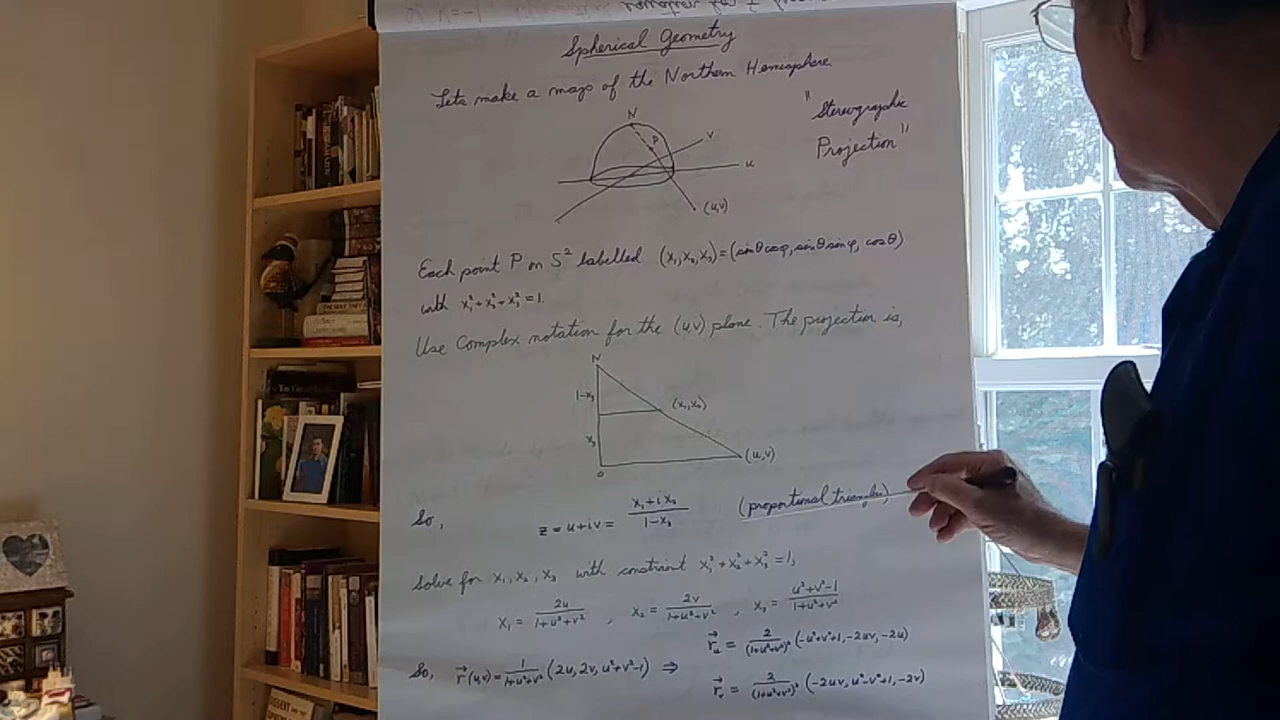 Spherical Geometry
Lets make a map of the Northern Hemisphere
"Stereographic
Projection"
N
P
v
u
(u,v)
Each point P on S² labelled (x₁,x₂,x₃)=(sinθcosφ, sinθsinφ, cosθ)
with x₁²+x₂²+x₃²=1.
Use Complex notation for the (u,v) plane. The projection is,
N
1-x₃
(x₁,x₂)
x₃
(u,v)
0
So, z = u+iv = (x₁+ix₂)/(1-x₃) (proportional triangles)
Solve for x₁, x₂, x₃ with constraint x₁²+x₂²+x₃²=1,
x₁ = 2u/(1+u²+v²) , x₂ = 2v/(1+u²+v²) , x₃ = (u²+v²-1)/(1+u²+v²)
So, r⃗(u,v)= 1/(1+u²+v²) (2u, 2v, u²+v²-1) ⇒
r⃗ᵤ = 2/(1+u²+v²)² (-u²+v²+1, -2uv, -2u)
r⃗ᵥ = 2/(1+u²+v²)² (-2uv, u²-v²+1, -2v)